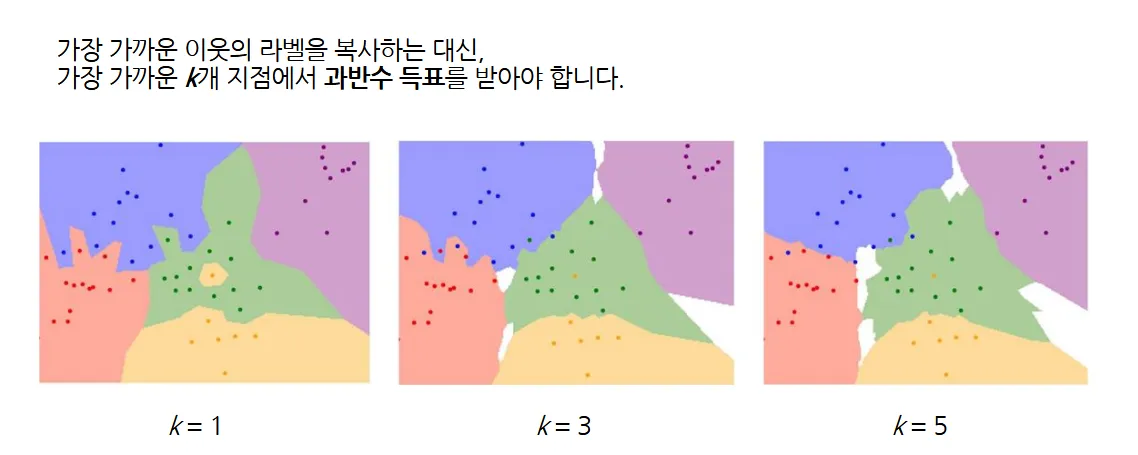 가장 가까운 이웃의 라벨을 복사하는 대신,
가장 가까운 k개 지점에서 과반수 득표를 받아야 합니다.
k = 1
k = 3
k = 5